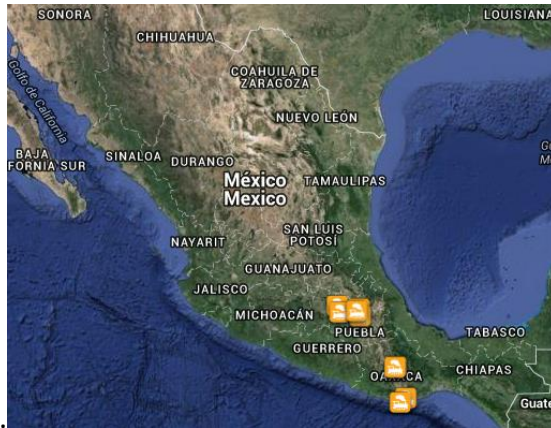 SONORA
LOUISIANA
CHIHUAHUA
Golfo de California
COAHUILA DE
ZARAGOZA
NUEVO LEÓN
BAJA
FORNIA SUR
SINALOA
DURANGO
México
Mexico
TAMAULIPAS
SAN LUIS
POTOSÍ
NAYARIT
GUANAJUATO
JALISCO
MICHOACÁN
PUEBLA
TABASCO
GUERRERO
CHIAPAS
Guate